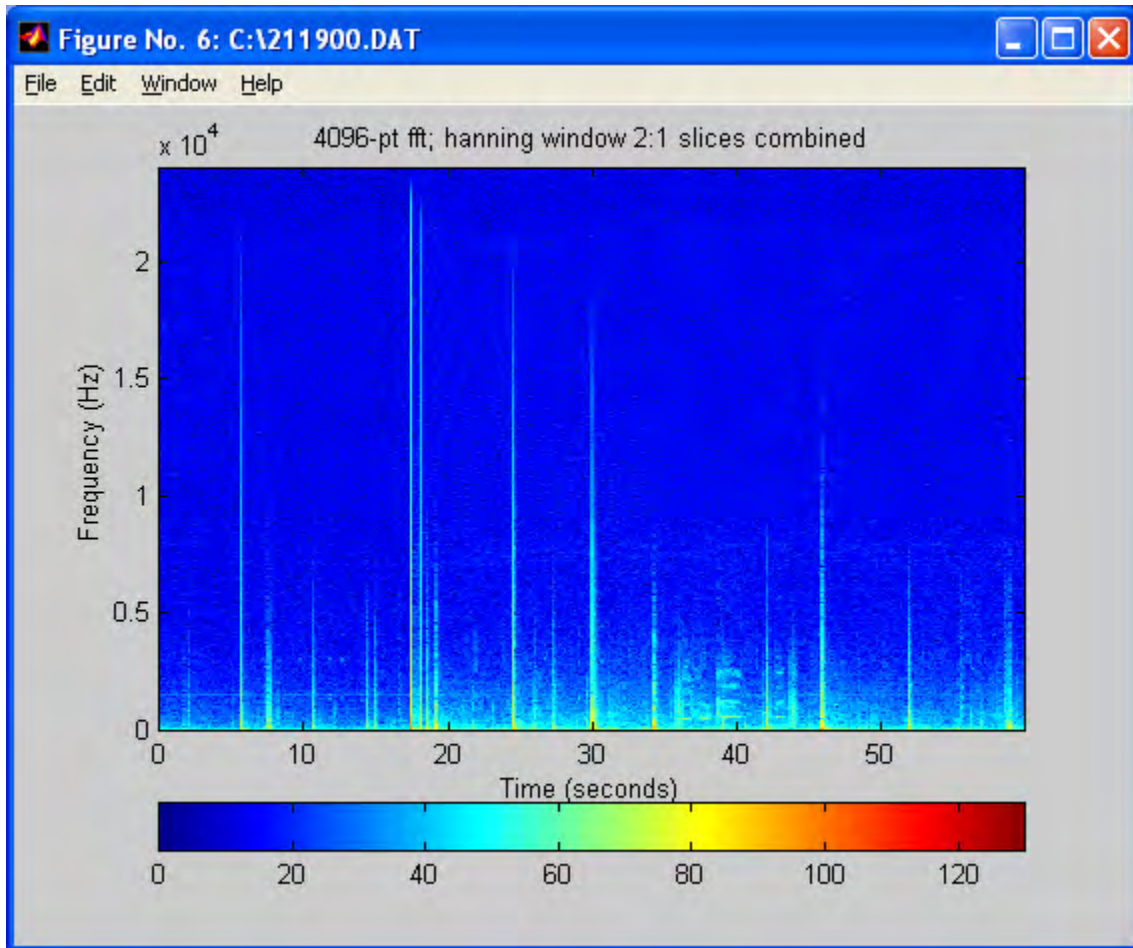 Figure No. 6: C:\211900.DAT
File Edit Window Help
x 10^4
4096-pt fft; hanning window 2:1 slices combined
2
1.5
1
0.5
0
Frequency (Hz)
0 10 20 30 40 50
Time (seconds)
0 20 40 60 80 100 120